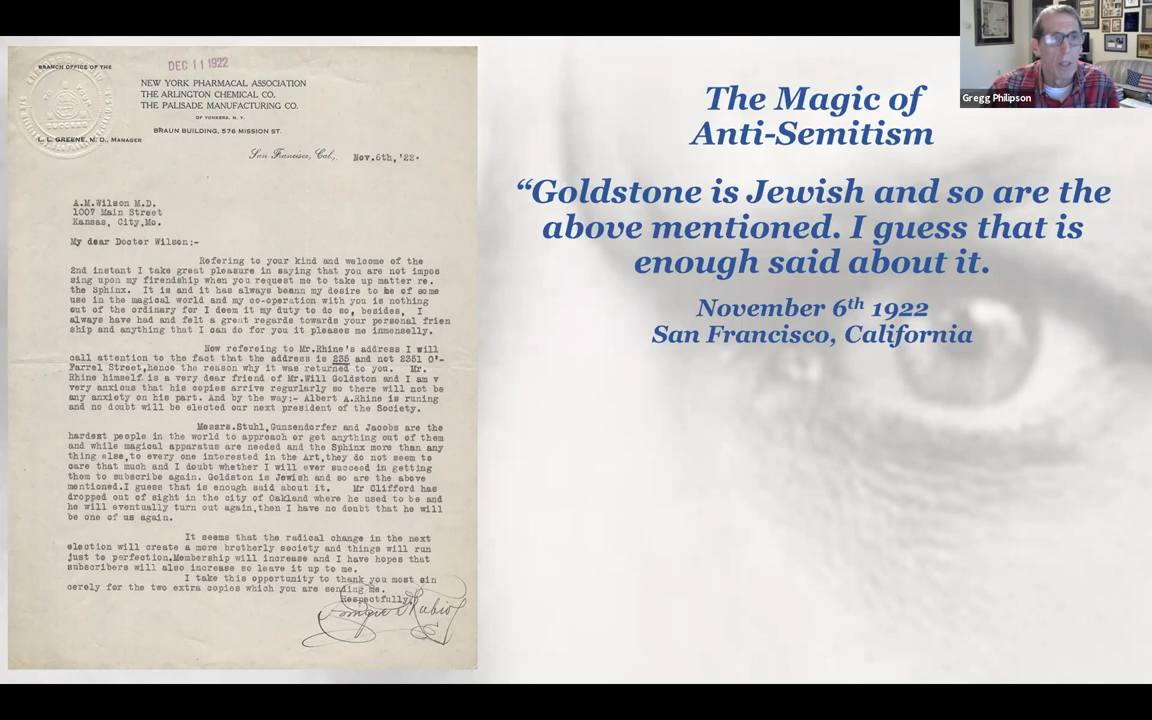 BRANCH OFFICE OF THE
DEC 11 1922
NEW YORK PHARMACAL ASSOCIATION
THE ARLINGTON CHEMICAL CO.
THE PALISADE MANUFACTURING CO.
OF YONKERS, N. Y.
BRAUN BUILDING, 576 MISSION ST.
L. L. GREENE, M. D., MANAGER
SUCCESS
San Francisco, Cal., Nov.6th,'22.
A.M.Wilson M.D.
1007 Main Street
Kansas, City,Mo.
My dear Doctor Wilson:-
Refering to your kind and welcome of the
2nd instant I take great pleasure in saying that you are not impos
sing upon my firendship when you request me to take up matter re.
the Sphinx. It is and it has always beann my desire to be of some
use in the magical world and my co-operation with you is nothing
out of the ordinary for I deem it my duty to do so, besides, I
always have had and felt a great regards towards your personal frien
ship and anything that I can do for you it pleases me inmenselly.
Now refereing to Mr.Rhine's address I will
call attention to the fact that the address is 235 and not 2351 O'-
Farrel Street,hence the reason why it was returned to you. Mr.
Rhine himself is a very dear friend of Mr.Will Goldston and I am v
very anxious that his copies arrive regurlarly so there will not be
any anxiety on his part. And by the way:- Albert A.Rhine is runing
and no doubt will be elected our next president of the Society.
Messrs.Stuhl,Gunzendorfer and Jacobs are the
hardest people in the world to approach or get anything out of them
and while magical apparatus are needed and the Sphinx more than any
thing else,to every one interested in the Art,they do not seem to
care that much and I doubt whether I will ever succeed in getting
them to subscribe again. Goldston is Jewish and so are the above
mentioned.I guess that is enough said about it. Mr Clifford has
dropped out of sight in the city of Oakland where he used to be and
he will eventually turn out again,then I have no doubt that he will
be one of us again.
It seems that the radical change in the next
election will create a more brotherly society and things will run
just to perfection.Membership will increase and I have hopes that
subscribers will also increase so leave it up to me.
I take this opportunity to thank you most sin
cerely for the two extra copies which you are sending me.
Respectfully,
The Magic of
Anti-Semitism
“Goldstone is Jewish and so are the
above mentioned. I guess that is
enough said about it.
November 6th 1922
San Francisco, California
Gregg Philipson